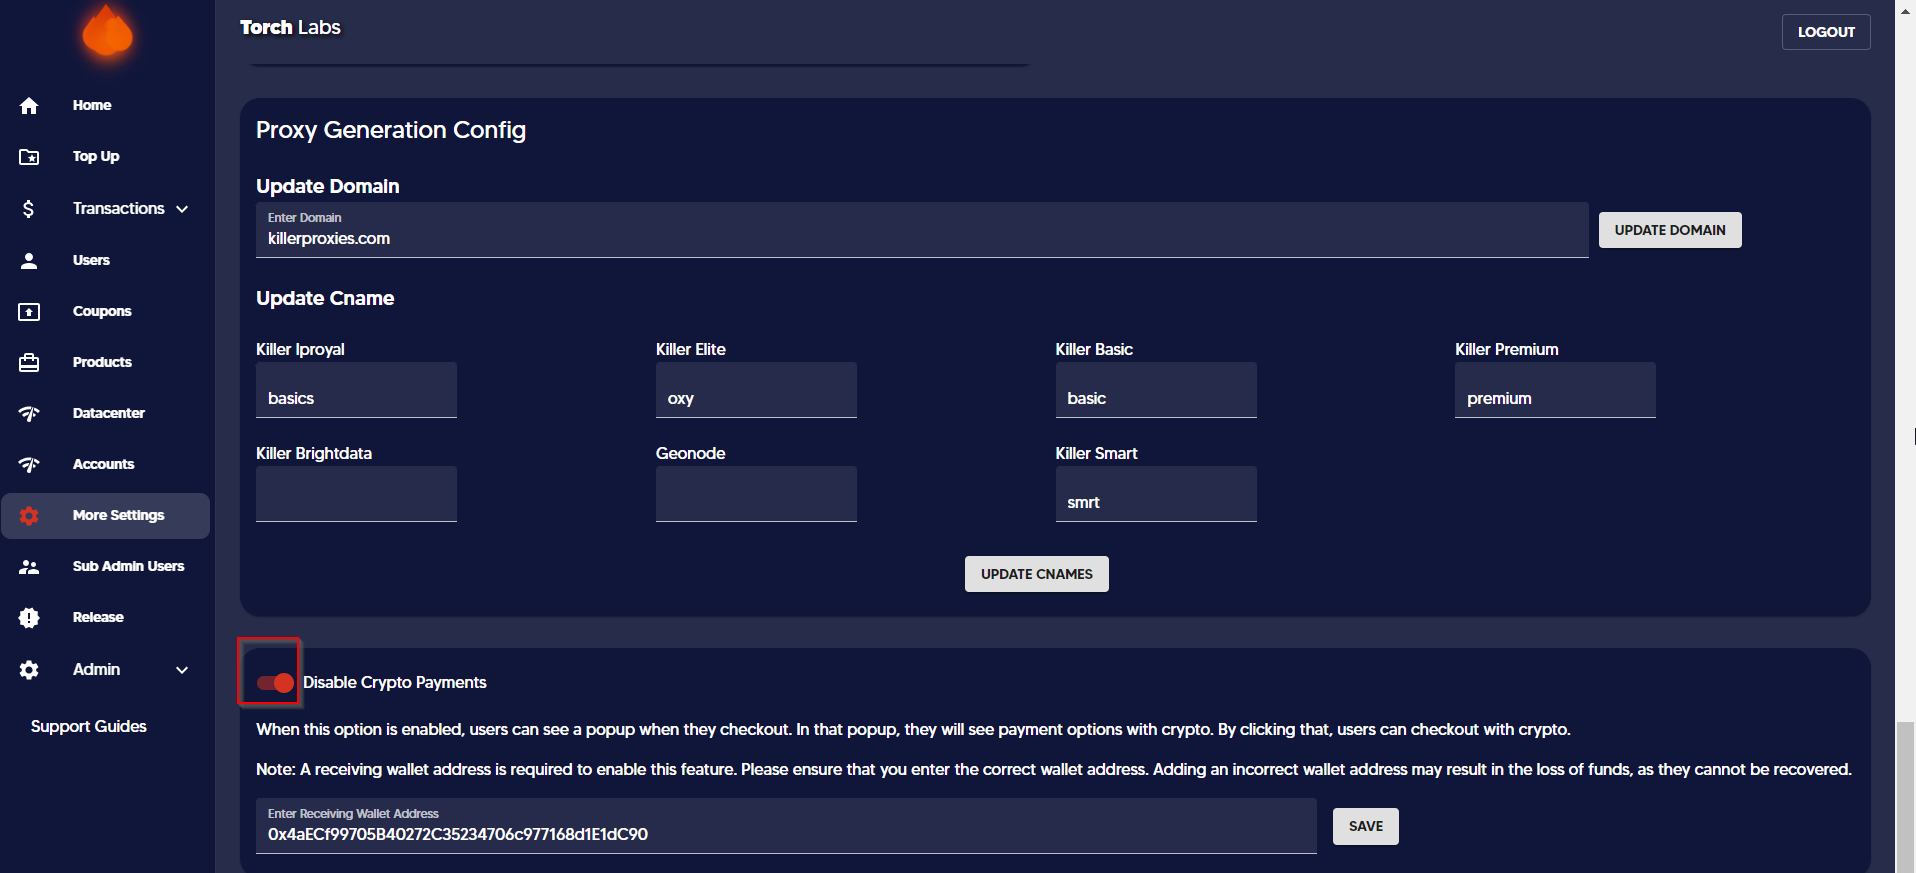 Torch Labs
LOGOUT
Home
Top Up
Transactions
Users
Coupons
Products
Datacenter
Accounts
More Settings
Sub Admin Users
Release
Admin
Support Guides
Proxy Generation Config
Update Domain
Enter Domain
killerproxies.com
UPDATE DOMAIN
Update Cname
Killer Iproyal
basics
Killer Elite
oxy
Killer Basic
basic
Killer Premium
premium
Killer Brightdata
Geonode
Killer Smart
smrt
UPDATE CNAMES
Disable Crypto Payments
When this option is enabled, users can see a popup when they checkout. In that popup, they will see payment options with crypto. By clicking that, users can checkout with crypto.
Note: A receiving wallet address is required to enable this feature. Please ensure that you enter the correct wallet address. Adding an incorrect wallet address may result in the loss of funds, as they cannot be recovered.
Enter Receiving Wallet Address
0x4aECf99705B40272C35234706c977168d1E1dC90
SAVE